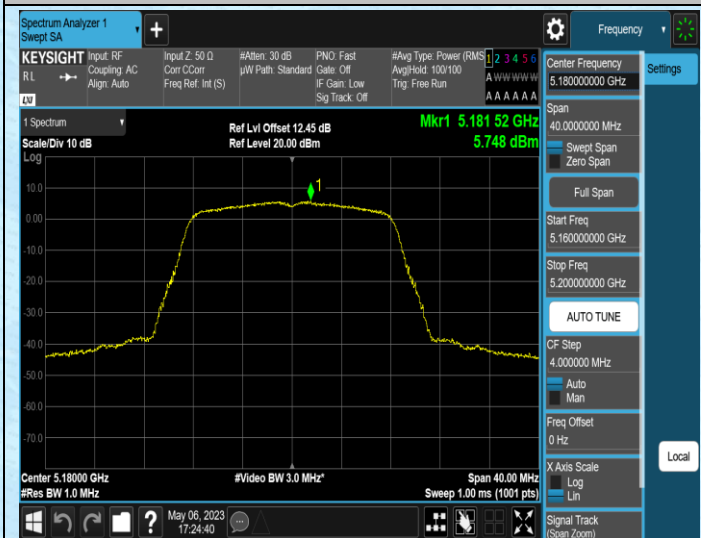 Spectrum Analyzer 1
Swept SA
+
Frequency
KEYSIGHT
RL
LXI
Input: RF
Coupling: AC
Align: Auto
Input Z: 50 Ω
Corr CCorr
Freq Ref: Int (S)
#Atten: 30 dB
µW Path: Standard
PNO: Fast
Gate: Off
IF Gain: Low
Sig Track: Off
#Avg Type: Power (RMS
Avg|Hold: 100/100
Trig: Free Run
1 2 3 4 5 6
A W W W W W
A A A A A A
Center Frequency
5.180000000 GHz
Settings
Span
40.0000000 MHz
Swept Span
Zero Span
Full Span
Start Freq
5.160000000 GHz
Stop Freq
5.200000000 GHz
AUTO TUNE
CF Step
4.000000 MHz
Auto
Man
Freq Offset
0 Hz
X Axis Scale
Log
Lin
Signal Track
(Span Zoom)
Local
1 Spectrum
Scale/Div 10 dB
Log
Ref Lvl Offset 12.45 dB
Ref Level 20.00 dBm
Mkr1 5.181 52 GHz
5.748 dBm
1
10.0
0.00
-10.0
-20.0
-30.0
-40.0
-50.0
-60.0
-70.0
Center 5.18000 GHz
#Res BW 1.0 MHz
#Video BW 3.0 MHz*
Span 40.00 MHz
Sweep 1.00 ms (1001 pts)
?
May 06, 2023
17:24:40